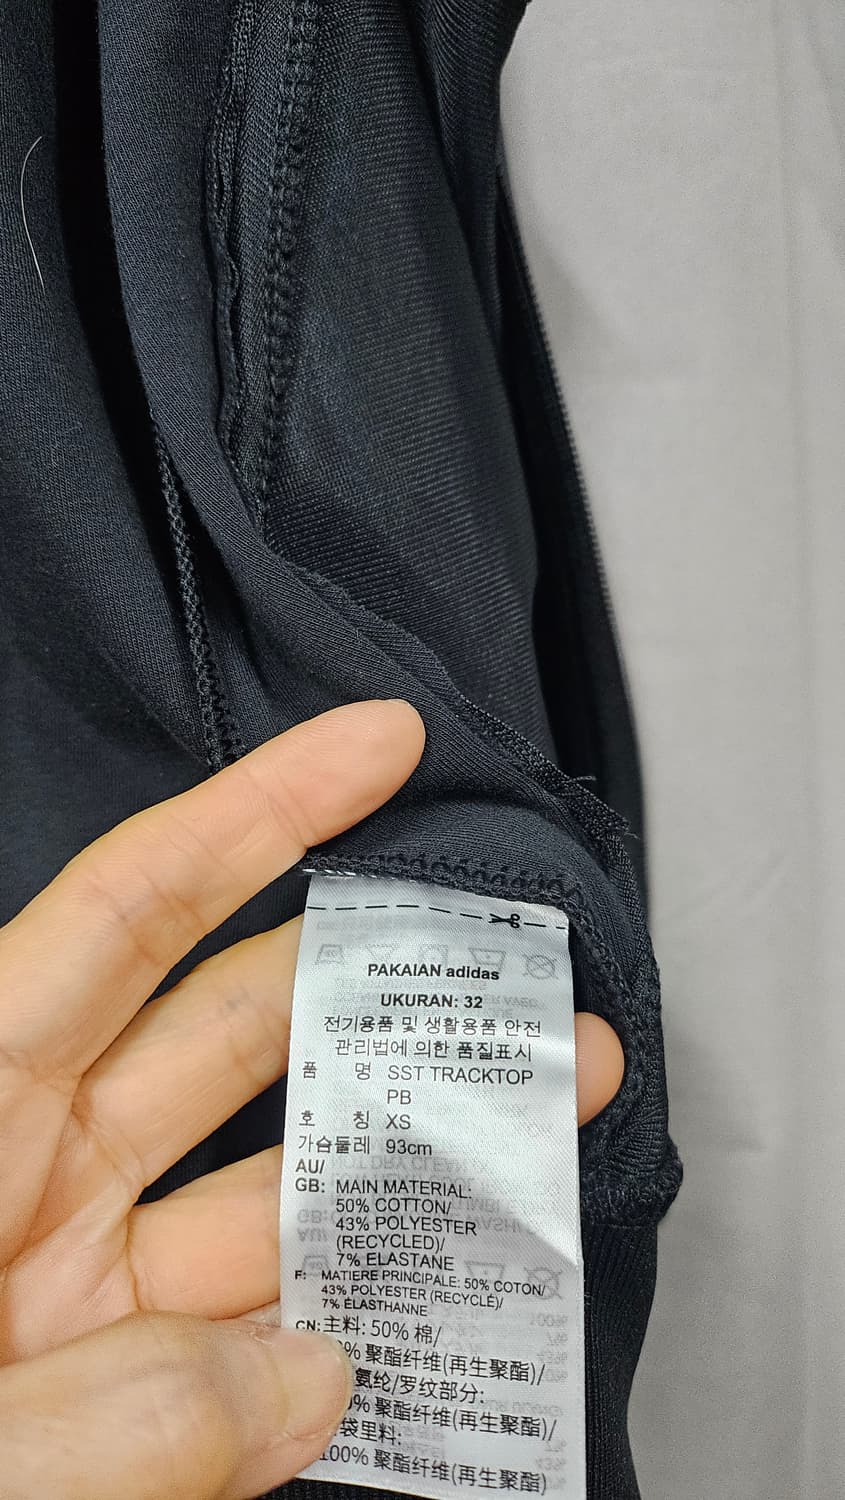 PAKAIAN adidas
UKURAN: 32
전기용품 및 생활용품 안전
관리법에 의한 품질표시
품 명 SST TRACKTOP
PB
호 칭 XS
가슴둘레 93cm
AU/
GB: MAIN MATERIAL:
50% COTTON/
43% POLYESTER
(RECYCLED)/
7% ELASTANE
F: MATIERE PRINCIPALE: 50% COTON/
43% POLYESTER (RECYCLÉ)/
7% ÉLASTHANNE
CN: 主料: 50% 棉/
% 聚酯纤维(再生聚酯)/
氨纶/罗纹部分:
% 聚酯纤维(再生聚酯)/
袋里料:
100% 聚酯纤维(再生聚酯)